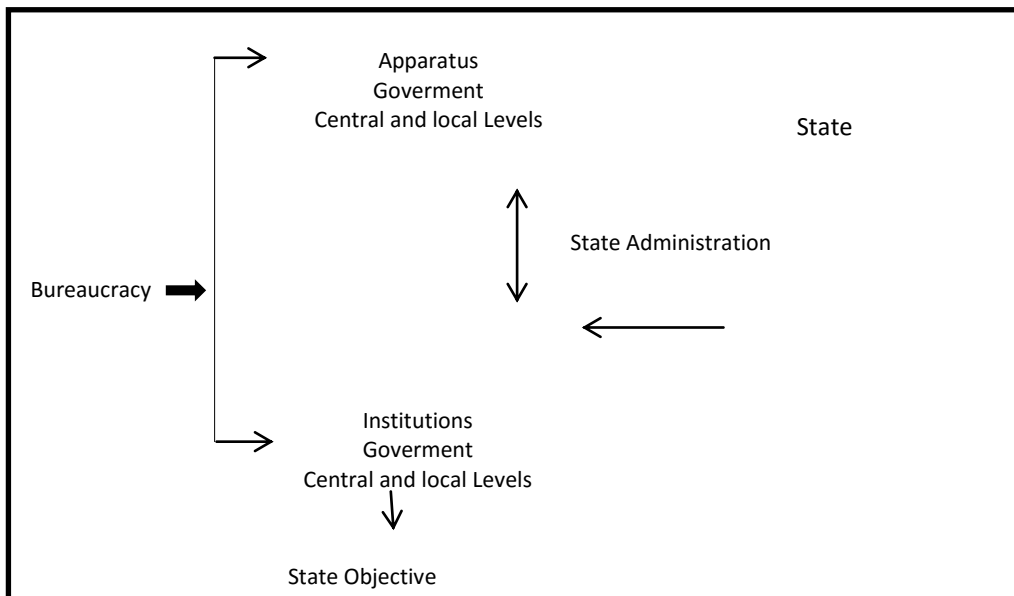 Apparatus
Goverment
Central and local Levels
State
State Administration
Bureaucracy
Institutions
Goverment
Central and local Levels
State Objective